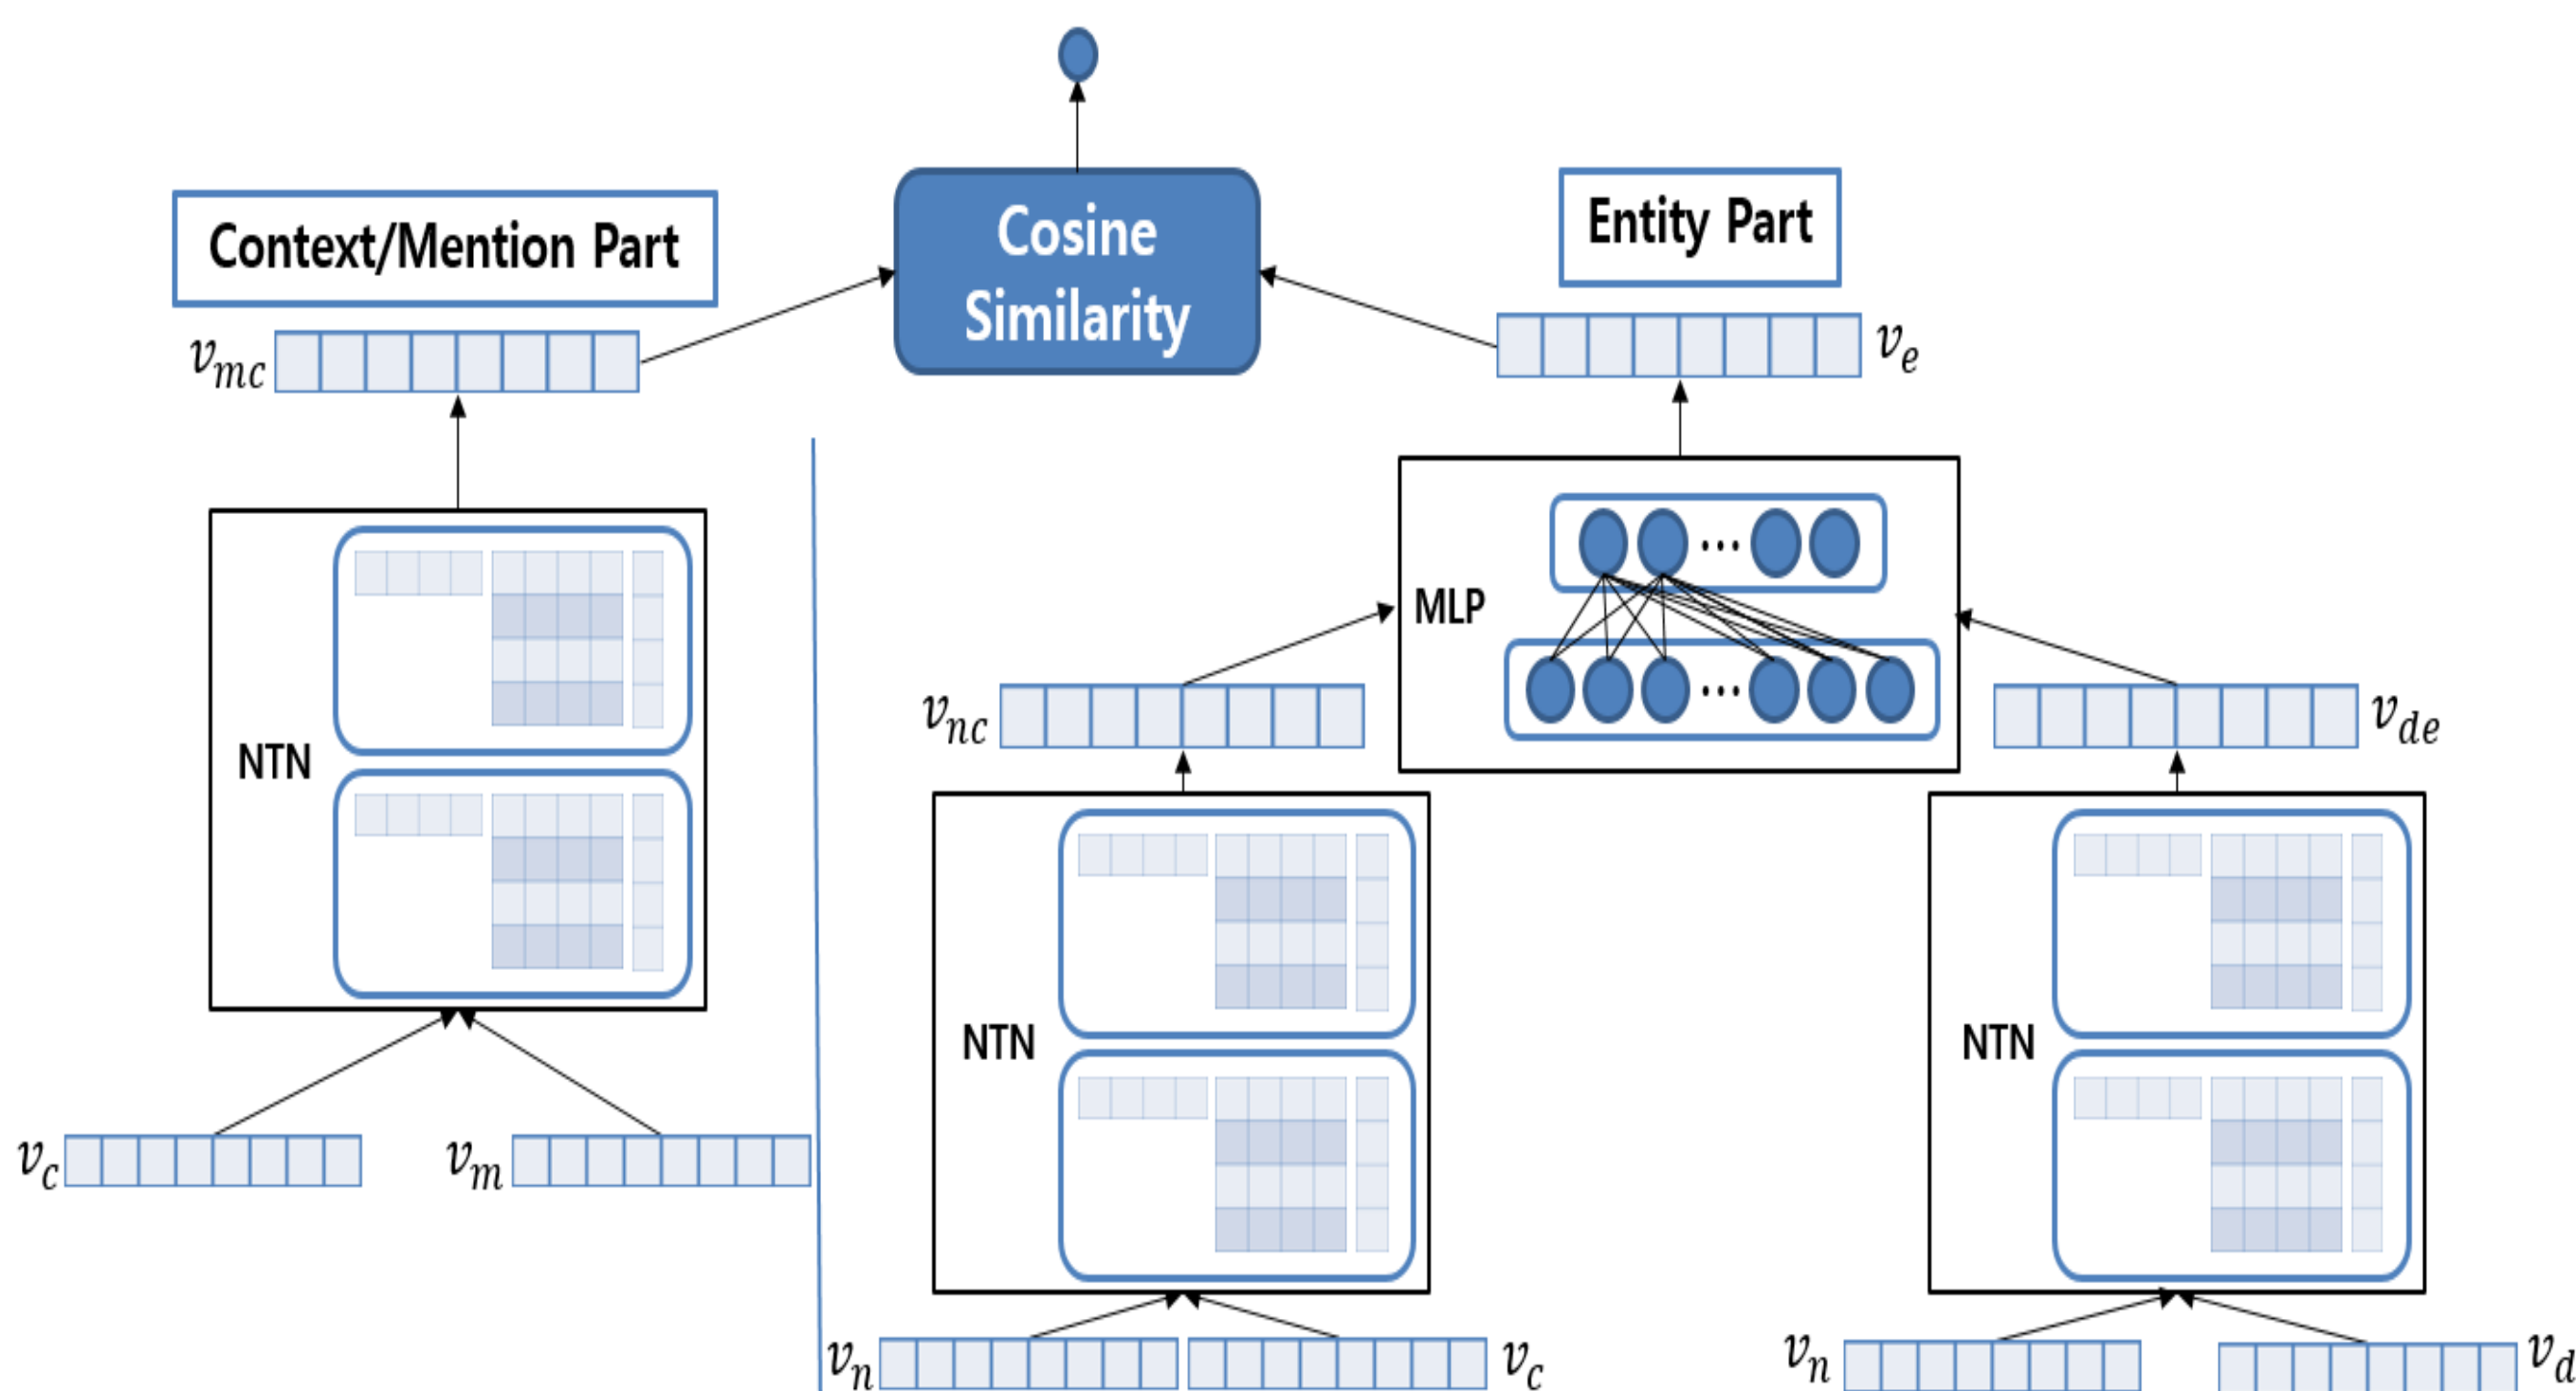 Context/Mention Part
Cosine
Similarity
Entity Part
v_mc
v_e
MLP
...
...
v_nc
v_de
NTN
NTN
NTN
v_c
v_m
v_n
v_c
v_n
v_d